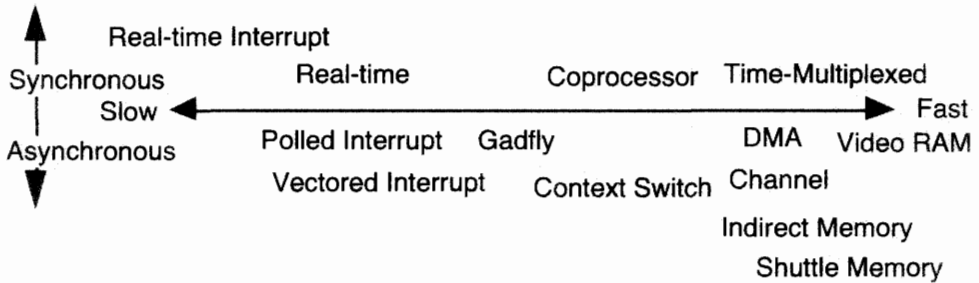 Real-time Interrupt
Synchronous Real-time Coprocessor Time-Multiplexed
Slow Fast
Asynchronous Polled Interrupt Gadfly DMA Video RAM
Vectored Interrupt Context Switch Channel
Indirect Memory
Shuttle Memory